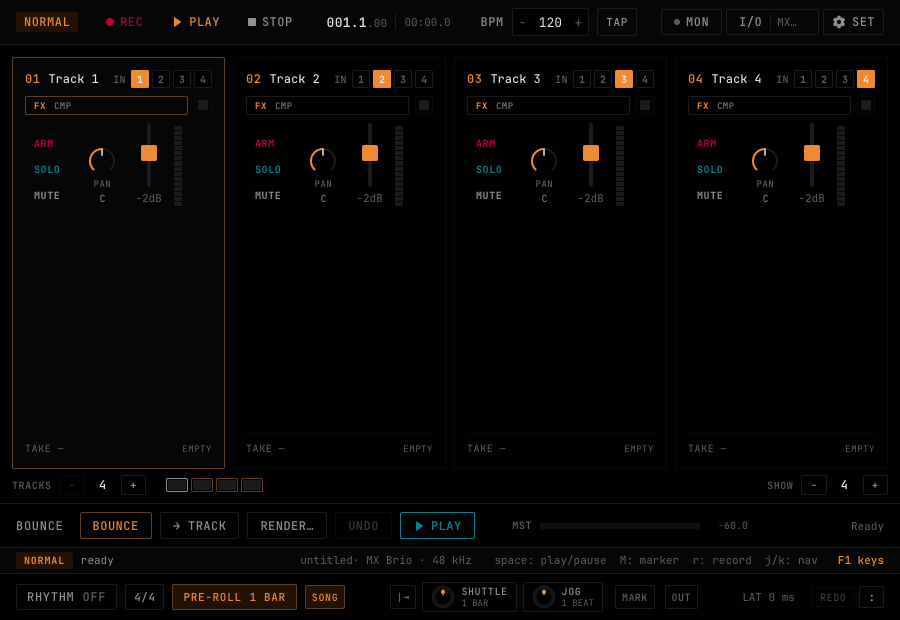 NORMAL REC PLAY STOP 001.1.00 00:00.0 BPM - 120 + TAP MON I/O MX… SET
01 Track 1 IN 1 2 3 4 02 Track 2 IN 1 2 3 4 03 Track 3 IN 1 2 3 4 04 Track 4 IN 1 2 3 4
FX CMP FX CMP FX CMP FX CMP
ARM ARM ARM ARM
SOLO SOLO SOLO SOLO
PAN PAN PAN PAN
MUTE C -2dB MUTE C -2dB MUTE C -2dB MUTE C -2dB
TAKE — EMPTY TAKE — EMPTY TAKE — EMPTY TAKE — EMPTY
TRACKS - 4 + SHOW - 4 +
BOUNCE BOUNCE → TRACK RENDER… UNDO PLAY MST -60.0 Ready
NORMAL ready untitled· MX Brio · 48 kHz space: play/pause M: marker r: record j/k: nav F1 keys
RHYTHM OFF 4/4 PRE-ROLL 1 BAR SONG |→ SHUTTLE 1 BAR JOG 1 BEAT MARK OUT LAT 0 ms REDO :